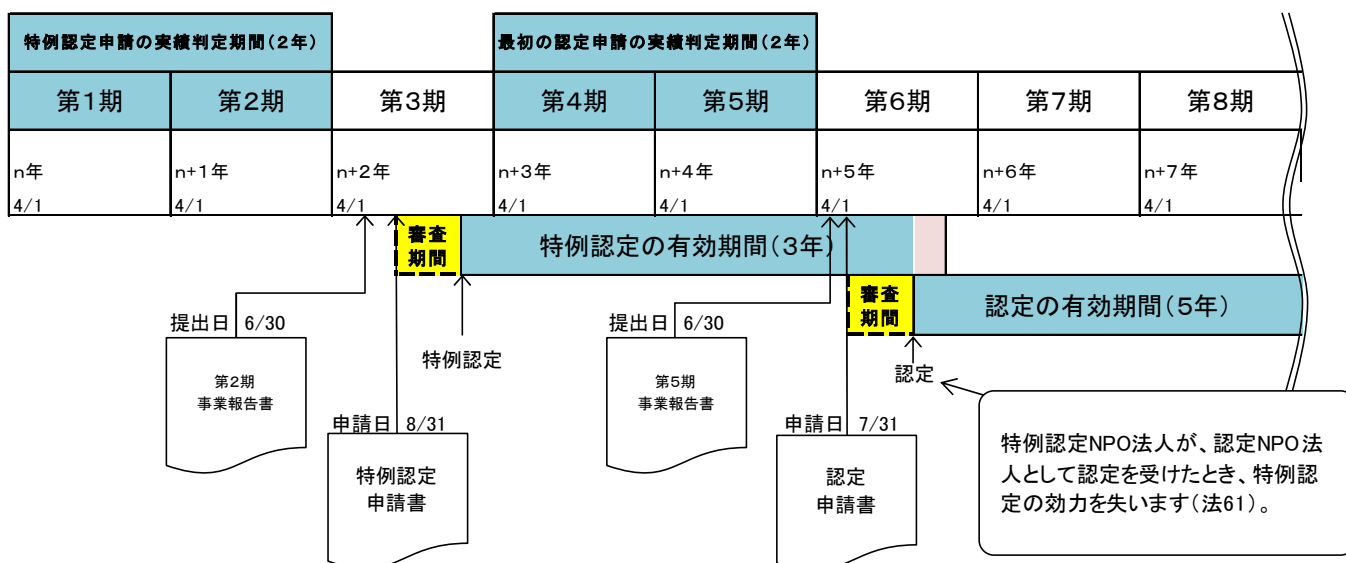 特例認定申請の実績判定期間(2年)
最初の認定申請の実績判定期間(2年)
第1期
第2期
第3期
第4期
第5期
第6期
第7期
第8期
n年
n+1年
n+2年
n+3年
n+4年
n+5年
n+6年
n+7年
4/1
4/1
4/1
4/1
4/1
4/1
4/1
4/1
審査
期間
特例認定の有効期間(3年)
審査
期間
認定の有効期間(5年)
提出日 6/30
第2期
事業報告書
特例認定
申請日 8/31
特例認定
申請書
提出日 6/30
第5期
事業報告書
申請日 7/31
認定
申請書
認定
特例認定NPO法人が、認定NPO法
人として認定を受けたとき、特例認
定の効力を失います(法61)。